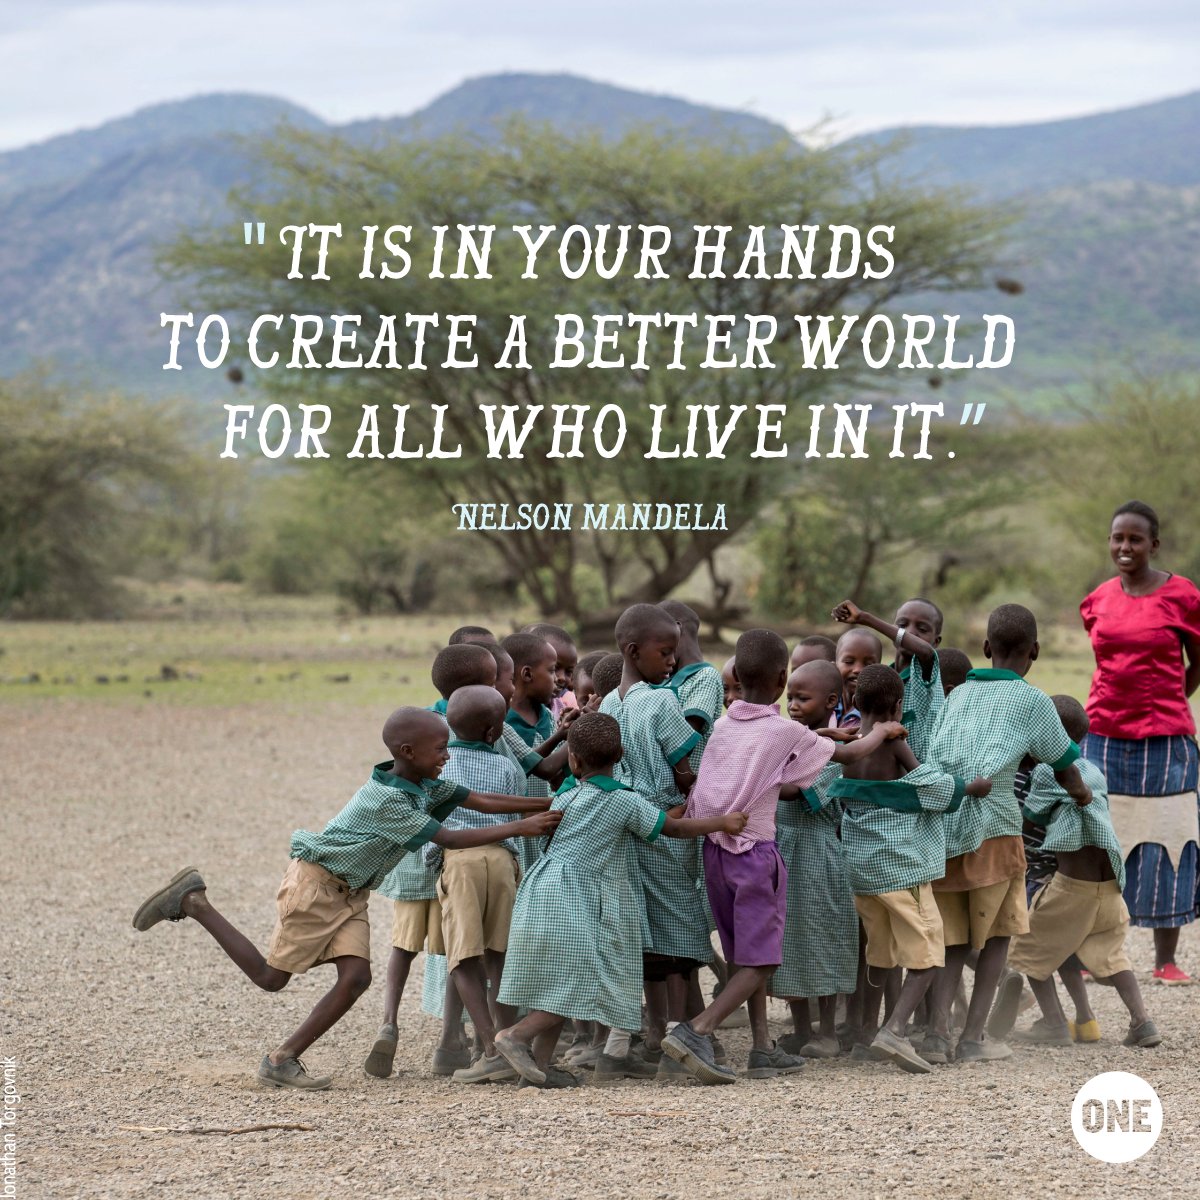 "IT IS IN YOUR HANDS
TO CREATE A BETTER WORLD
FOR ALL WHO LIVE IN IT."
NELSON MANDELA
ONE
Jonathan Torgovnik